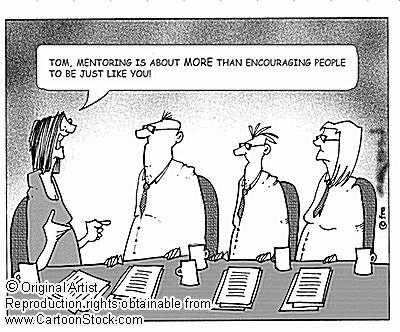 TOM, MENTORING IS ABOUT MORE THAN ENCOURAGING PEOPLE
TO BE JUST LIKE YOU!
© Original Artist
Reproduction rights obtainable from
www.CartoonStock.com